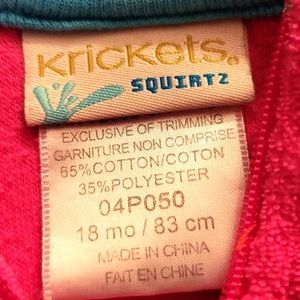 Krickets®
SQUIRTZ
EXCLUSIVE OF TRIMMING
GARNITURE NON COMPRISE
65%COTTON/COTON
35%POLYESTER
04P050
18 mo / 83 cm
MADE IN CHINA
FAIT EN CHINE